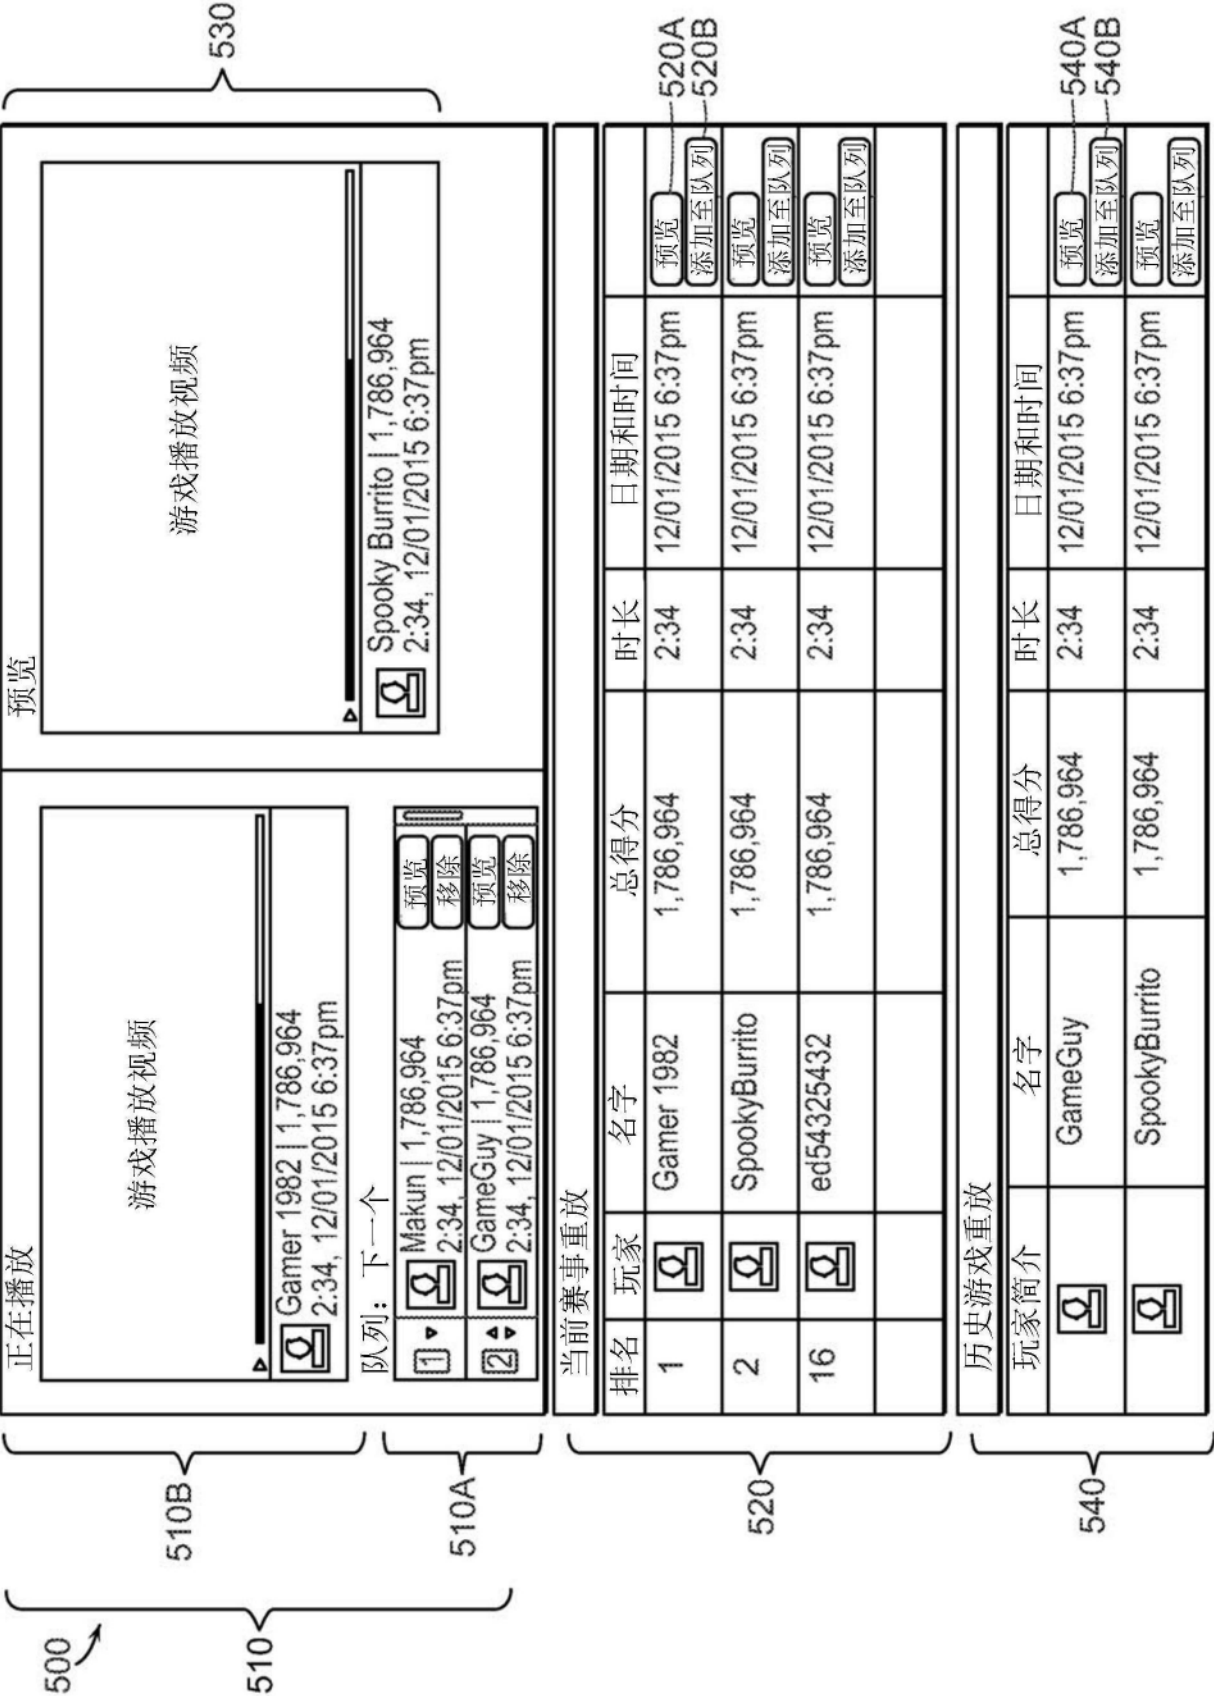 500
510
510B
510A
530
正在播放
游戏播放视频
Gamer 1982 | 1,786,964
2:34, 12/01/2015 6:37pm
队列：下一个
1
Makun | 1,786,964
2:34, 12/01/2015 6:37pm
预览
移除
2
GameGuy | 1,786,964
2:34, 12/01/2015 6:37pm
预览
移除
预览
游戏播放视频
Spooky Burrito | 1,786,964
2:34, 12/01/2015 6:37pm
520
当前赛事重放
排名 玩家 名字 总得分 时长 日期和时间
1 Gamer 1982 1,786,964 2:34 12/01/2015 6:37pm 预览
添加至队列
520A
520B
2 SpookyBurrito 1,786,964 2:34 12/01/2015 6:37pm 预览
添加至队列
16 ed54325432 1,786,964 2:34 12/01/2015 6:37pm 预览
添加至队列
540
历史游戏重放
玩家简介 名字 总得分 时长 日期和时间
GameGuy 1,786,964 2:34 12/01/2015 6:37pm 预览
添加至队列
540A
540B
SpookyBurrito 1,786,964 2:34 12/01/2015 6:37pm 预览
添加至队列